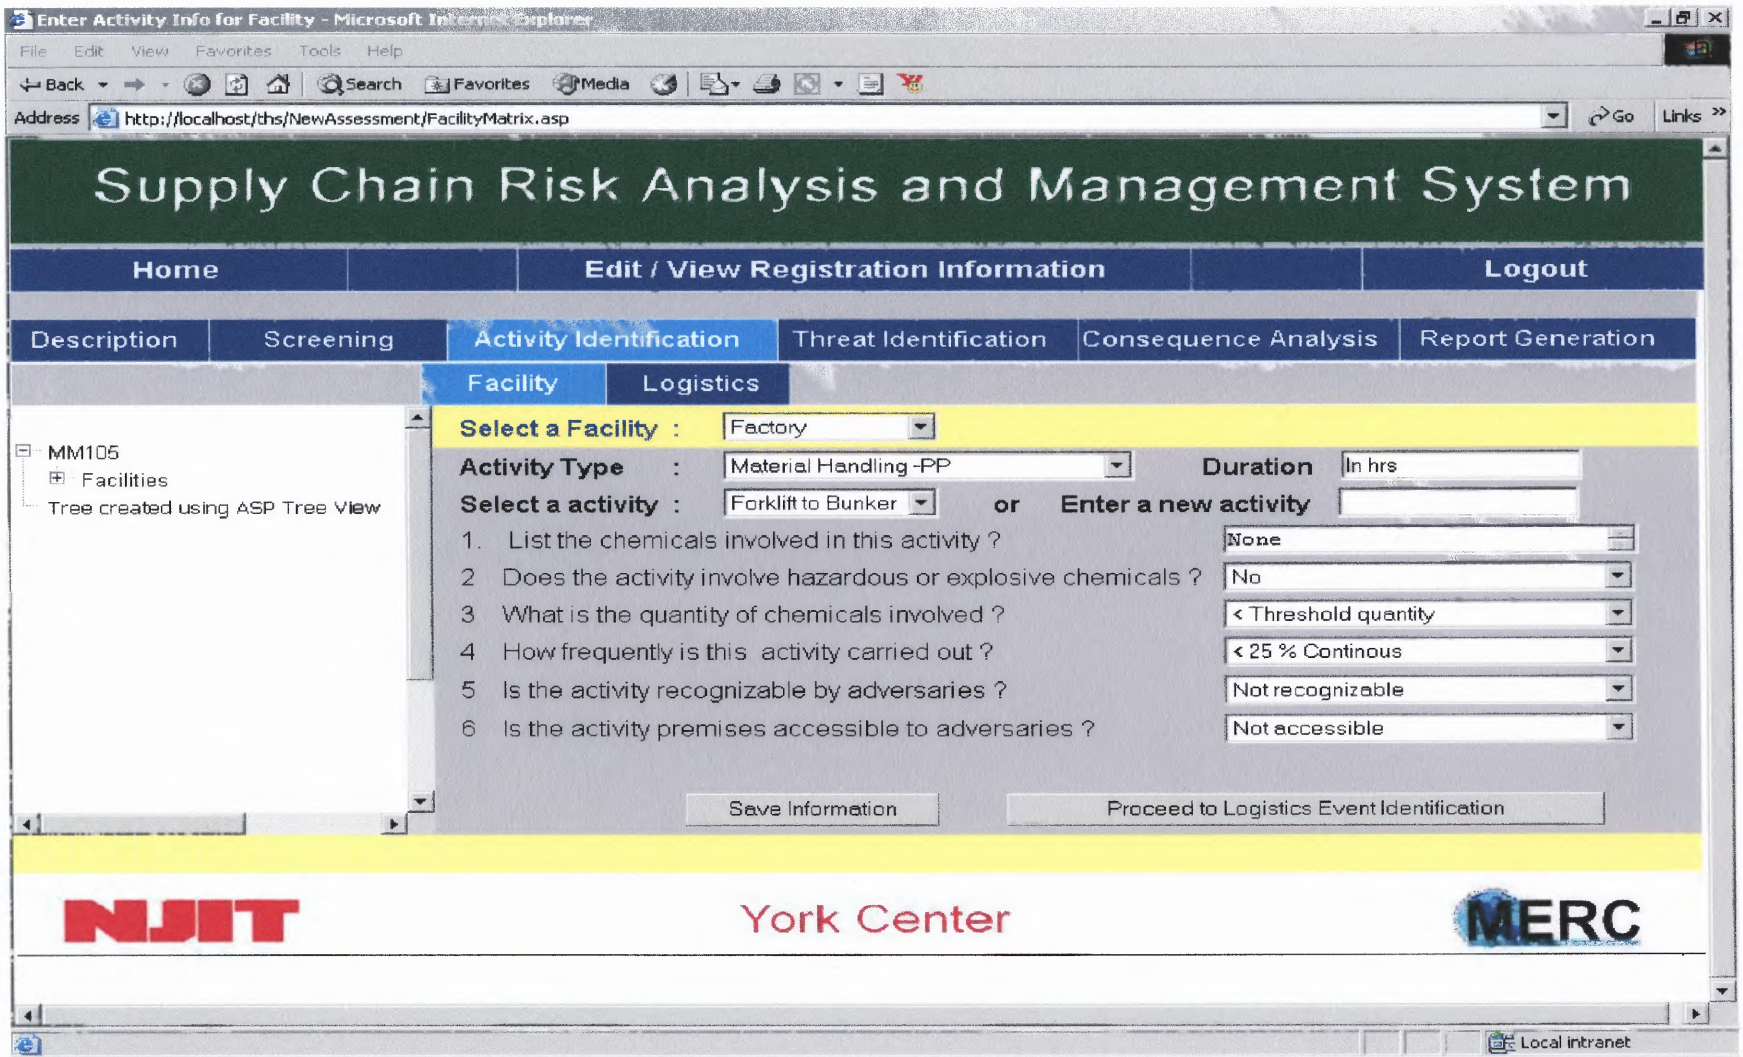 Enter Activity Info for Facility - Microsoft Internet Explorer
File Edit View Favorites Tools Help
Back Search Favorites Media
Address http://localhost/ths/NewAssessment/FacilityMatrix.asp Go Links »
Supply Chain Risk Analysis and Management System
Home Edit / View Registration Information Logout
Description Screening Activity Identification Threat Identification Consequence Analysis Report Generation
Facility Logistics
Select a Facility : Factory
MM105
Facilities
Tree created using ASP Tree View
Activity Type : Material Handling -PP Duration In hrs
Select a activity : Forklift to Bunker or Enter a new activity
1. List the chemicals involved in this activity ? None
2 Does the activity involve hazardous or explosive chemicals ? No
3 What is the quantity of chemicals involved ? < Threshold quantity
4 How frequently is this activity carried out ? < 25 % Continous
5 Is the activity recognizable by adversaries ? Not recognizable
6 Is the activity premises accessible to adversaries ? Not accessible
Save Information Proceed to Logistics Event Identification
NJIT York Center MERC
Local intranet